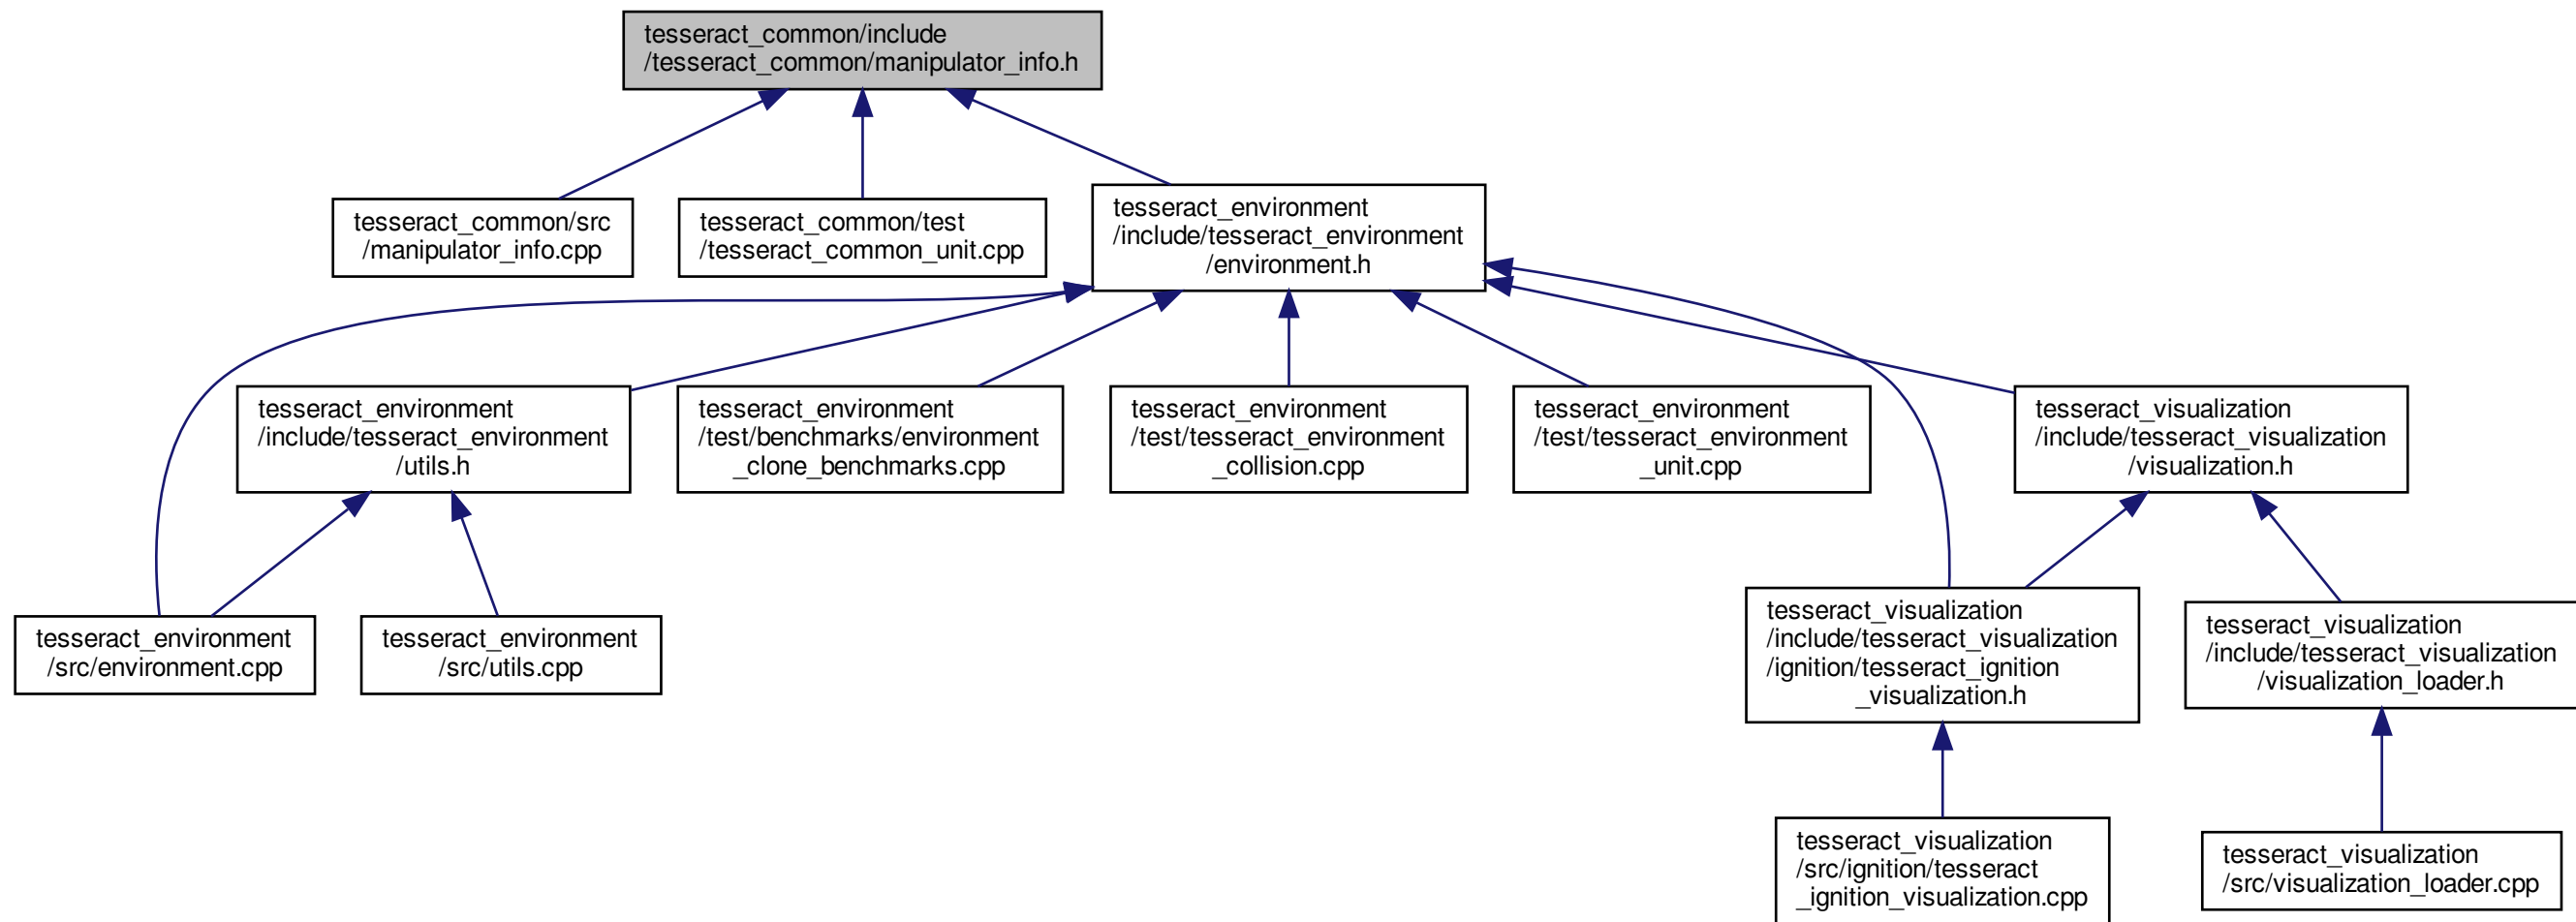 tesseract_common/include
/tesseract_common/manipulator_info.h
tesseract_common/src
/manipulator_info.cpp
tesseract_common/test
/tesseract_common_unit.cpp
tesseract_environment
/include/tesseract_environment
/environment.h
tesseract_environment
/include/tesseract_environment
/utils.h
tesseract_environment
/test/benchmarks/environment
_clone_benchmarks.cpp
tesseract_environment
/test/tesseract_environment
_collision.cpp
tesseract_environment
/test/tesseract_environment
_unit.cpp
tesseract_visualization
/include/tesseract_visualization
/visualization.h
tesseract_environment
/src/environment.cpp
tesseract_environment
/src/utils.cpp
tesseract_visualization
/include/tesseract_visualization
/ignition/tesseract_ignition
_visualization.h
tesseract_visualization
/include/tesseract_visualization
/visualization_loader.h
tesseract_visualization
/src/ignition/tesseract
_ignition_visualization.cpp
tesseract_visualization
/src/visualization_loader.cpp